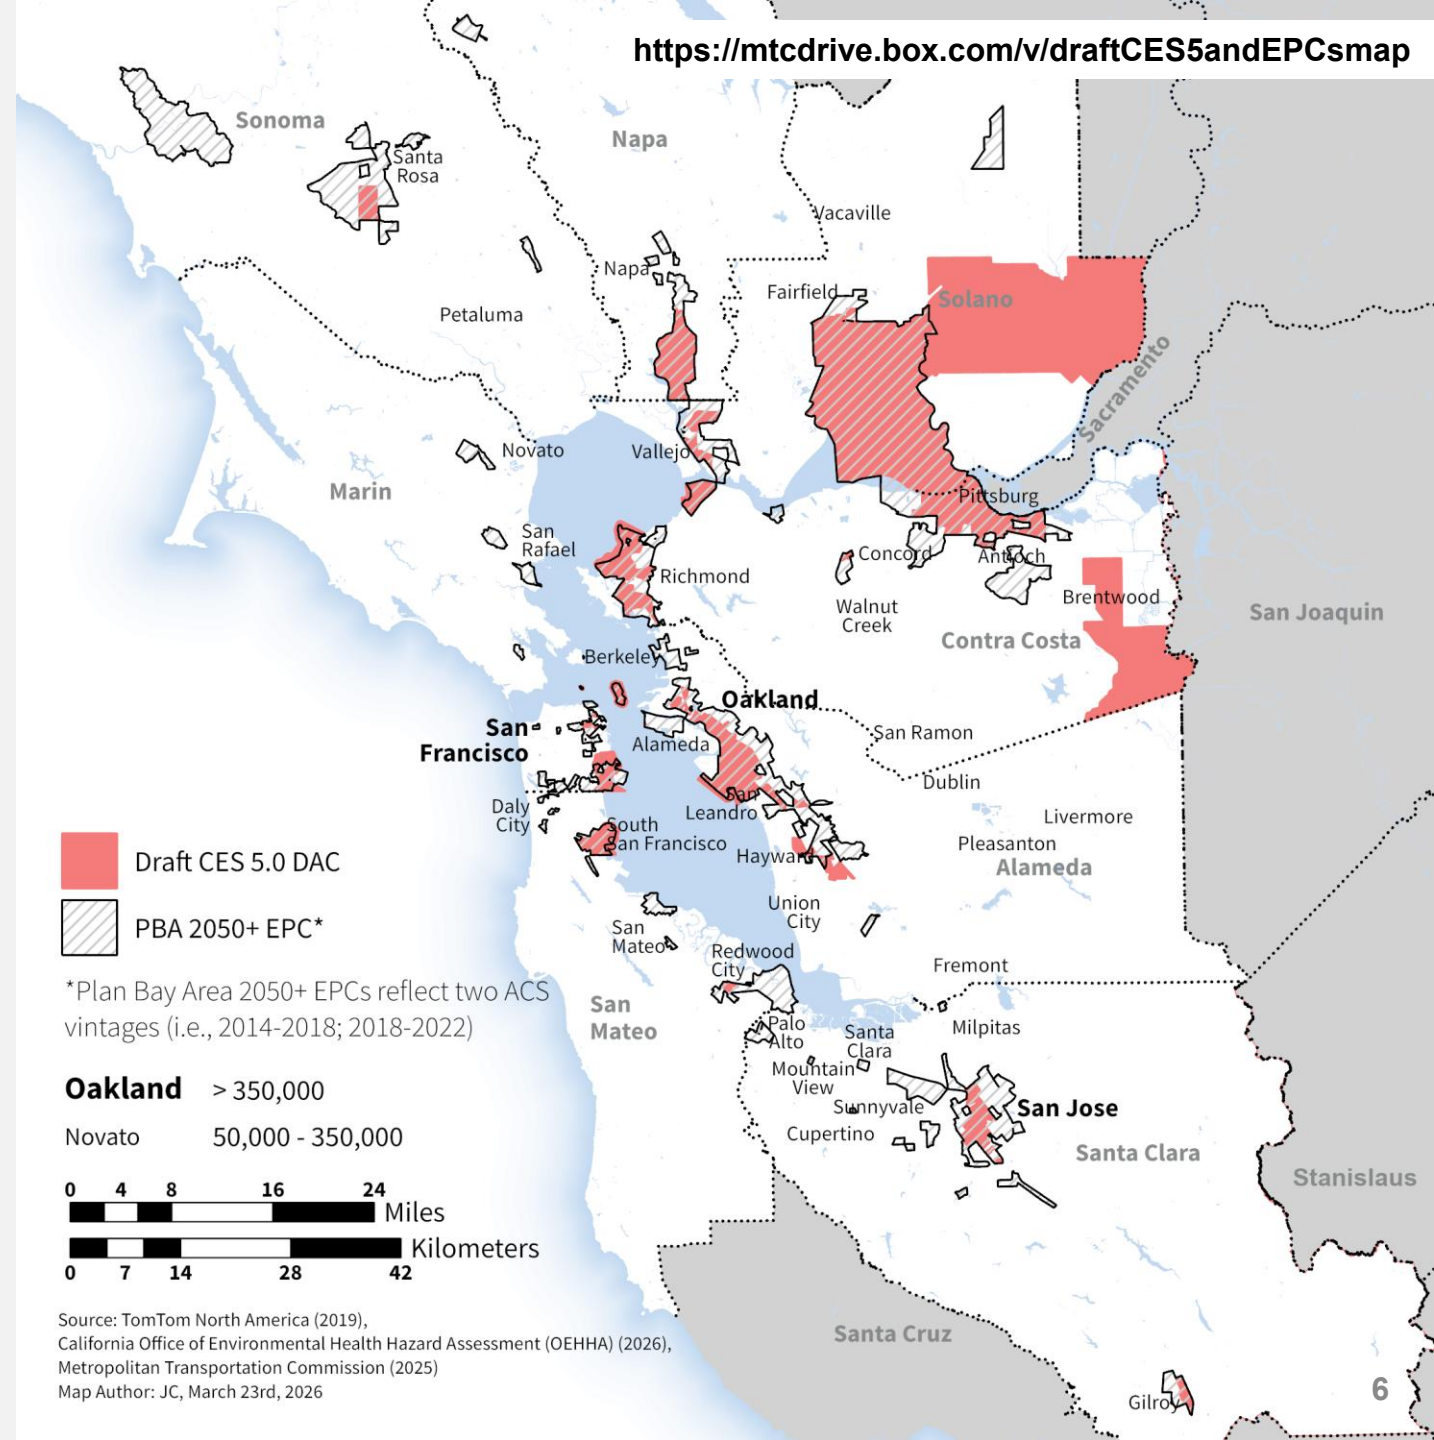 https://mtcdrive.box.com/v/draftCES5andEPCsmap
Sonoma
Napa
Santa
Rosa
Vacaville
Napa
Fairfield
Solano
Petaluma
Sacramento
Novato
Vallejo
Marin
Pittsburg
San
Rafael
Concord
Antioch
Richmond
Brentwood
Walnut
Creek
San Joaquin
Contra Costa
Berkeley
Oakland
San
Francisco
San Ramon
Alameda
Dublin
Daly
City
San
Leandro
Livermore
South
San Francisco
Pleasanton
Hayward
Alameda
Draft CES 5.0 DAC
PBA 2050+ EPC*
Union
City
San
Mateo
Redwood
City
Fremont
*Plan Bay Area 2050+ EPCs reflect two ACS
vintages (i.e., 2014-2018; 2018-2022)
San
Mateo
Palo
Alto
Santa
Clara
Milpitas
Mountain
View
Sunnyvale
San Jose
Cupertino
Santa Clara
Stanislaus
Oakland > 350,000
Novato 50,000 - 350,000
0 4 8 16 24
Miles
Kilometers
0 7 14 28 42
Source: TomTom North America (2019),
California Office of Environmental Health Hazard Assessment (OEHHA) (2026),
Metropolitan Transportation Commission (2025)
Map Author: JC, March 23rd, 2026
Santa Cruz
Gilroy
6